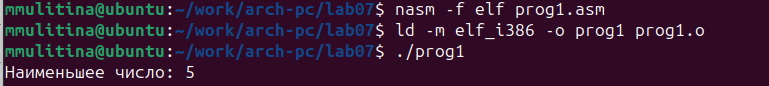 mmulitina@ubuntu:~/work/arch-pc/lab07$ nasm -f elf prog1.asm
mmulitina@ubuntu:~/work/arch-pc/lab07$ ld -m elf_i386 -o prog1 prog1.o
mmulitina@ubuntu:~/work/arch-pc/lab07$ ./prog1
Наименьшее число: 5